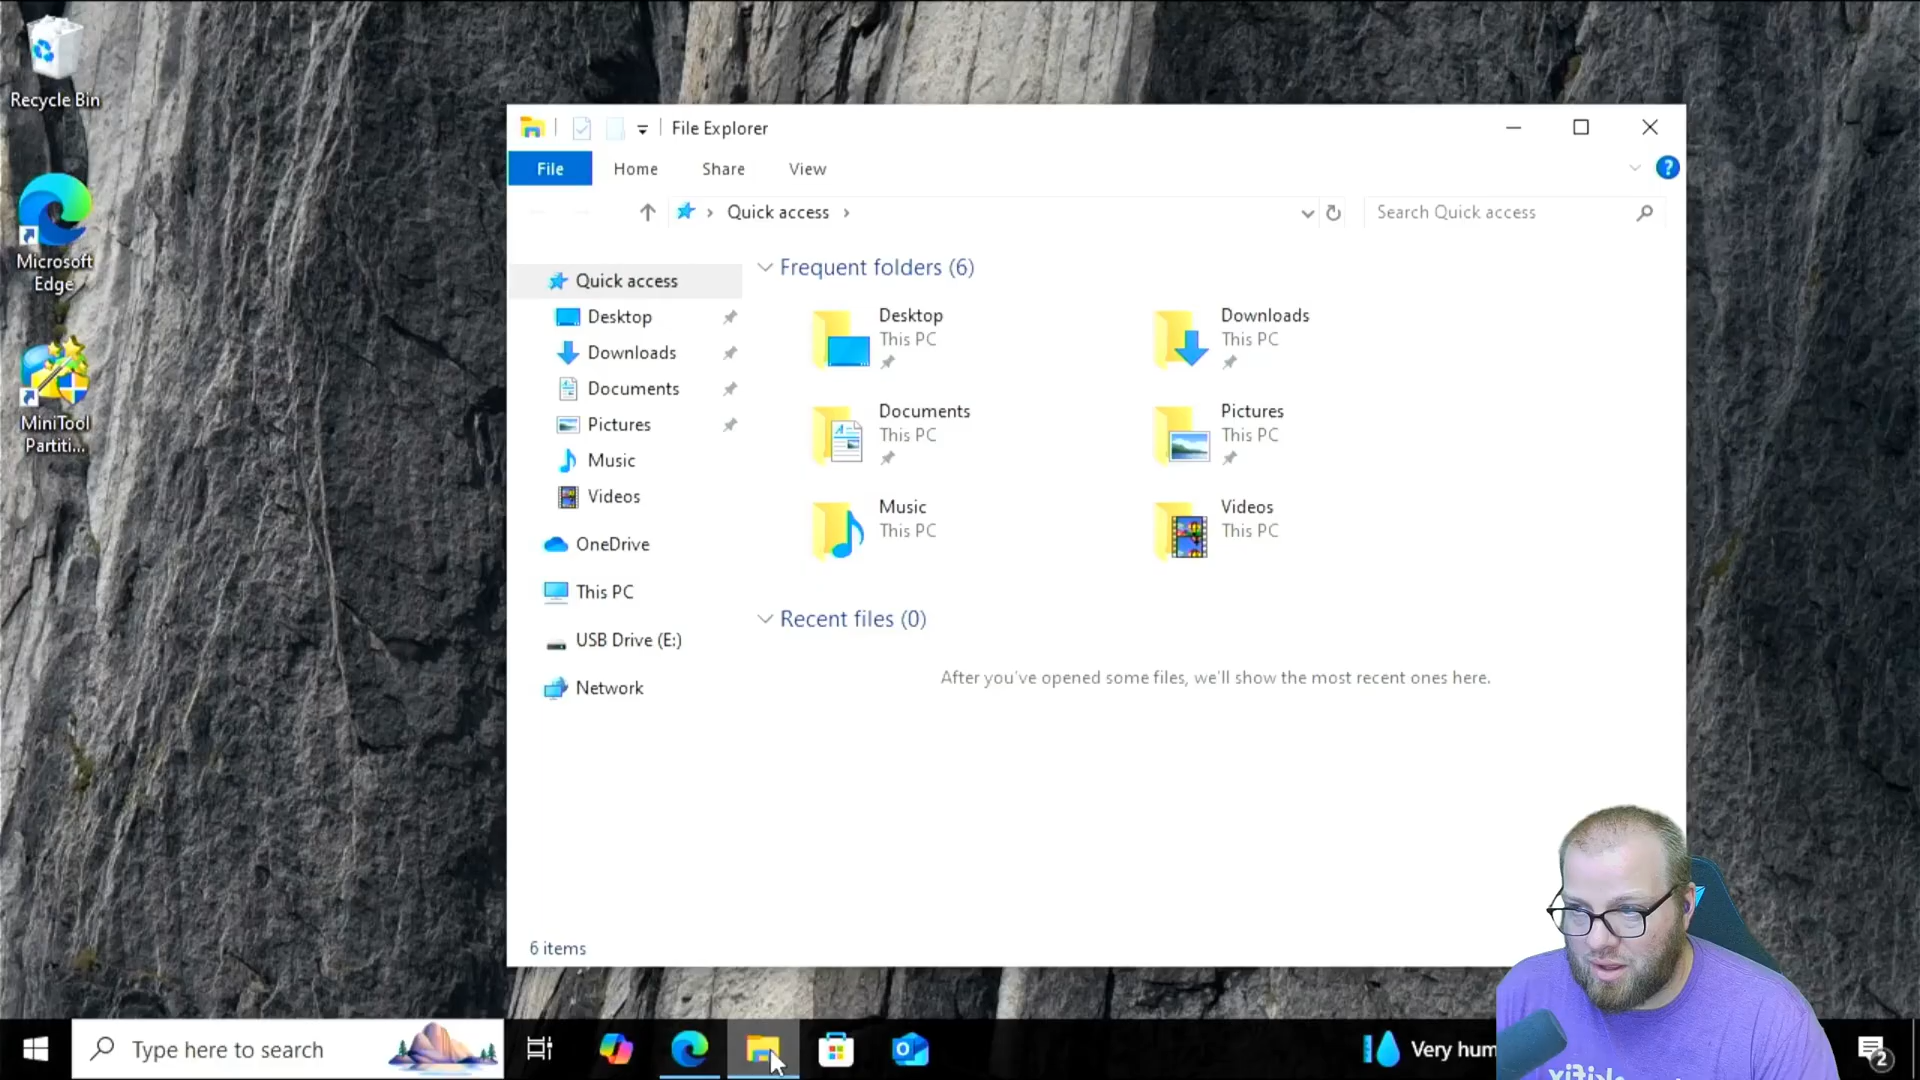 Recycle Bin
Microsoft
Edge
MiniTool
Partiti...
File Explorer
File
Home
Share
View
Quick access
Search Quick access
Quick access
Desktop
Downloads
Documents
Pictures
Music
Videos
OneDrive
This PC
USB Drive (E:)
Network
Frequent folders (6)
Desktop
This PC
Downloads
This PC
Documents
This PC
Pictures
This PC
Music
This PC
Videos
This PC
Recent files (0)
After you've opened some files, we'll show the most recent ones here.
6 items
Type here to search
Very hum
2